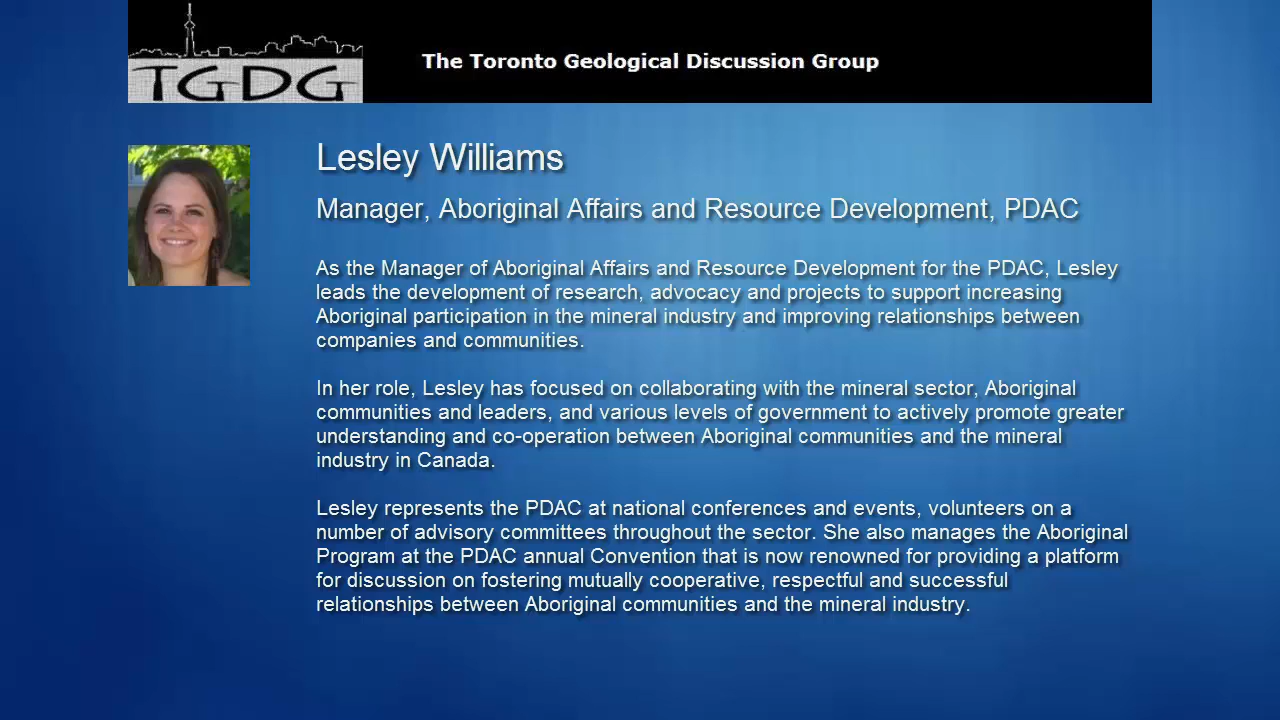 TGDG
The Toronto Geological Discussion Group
Lesley Williams
Manager, Aboriginal Affairs and Resource Development, PDAC
As the Manager of Aboriginal Affairs and Resource Development for the PDAC, Lesley
leads the development of research, advocacy and projects to support increasing
Aboriginal participation in the mineral industry and improving relationships between
companies and communities.
In her role, Lesley has focused on collaborating with the mineral sector, Aboriginal
communities and leaders, and various levels of government to actively promote greater
understanding and co-operation between Aboriginal communities and the mineral
industry in Canada.
Lesley represents the PDAC at national conferences and events, volunteers on a
number of advisory committees throughout the sector. She also manages the Aboriginal
Program at the PDAC annual Convention that is now renowned for providing a platform
for discussion on fostering mutually cooperative, respectful and successful
relationships between Aboriginal communities and the mineral industry.